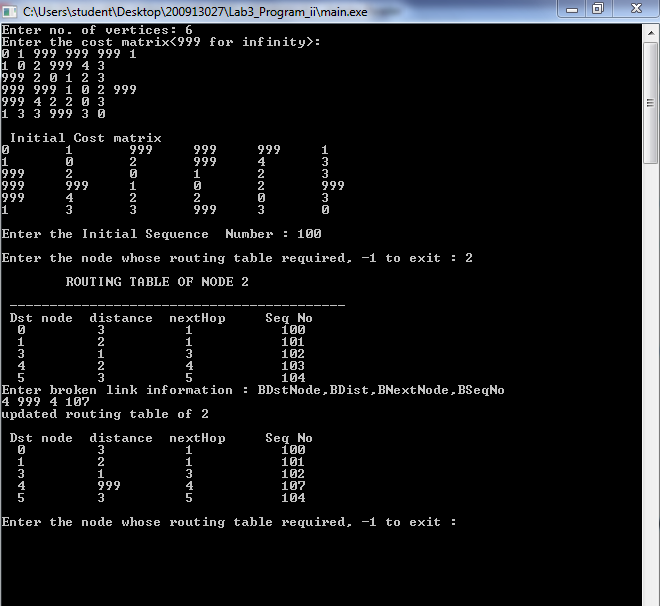 C:\Users\student\Desktop\200913027\Lab3_Program_ii\main.exe
Enter no. of vertices: 6
Enter the cost matrix<999 for infinity>:
0 1 999 999 999 1
1 0 2 999 4 3
999 2 0 1 2 3
999 999 1 0 2 999
999 4 2 2 0 3
1 3 3 999 3 0
Initial Cost matrix
0 1 999 999 999 1
1 0 2 999 4 3
999 2 0 1 2 3
999 999 1 0 2 999
999 4 2 2 0 3
1 3 3 999 3 0
Enter the Initial Sequence Number : 100
Enter the node whose routing table required, -1 to exit : 2
ROUTING TABLE OF NODE 2
__________________________________________
Dst node distance nextHop Seq No
0 3 1 100
1 2 1 101
3 1 3 102
4 2 4 103
5 3 5 104
Enter broken link information : BDstNode,BDist,BNextNode,BSeqNo
4 999 4 107
updated routing table of 2
Dst node distance nextHop Seq No
0 3 1 100
1 2 1 101
3 1 3 102
4 999 4 107
5 3 5 104
Enter the node whose routing table required, -1 to exit :